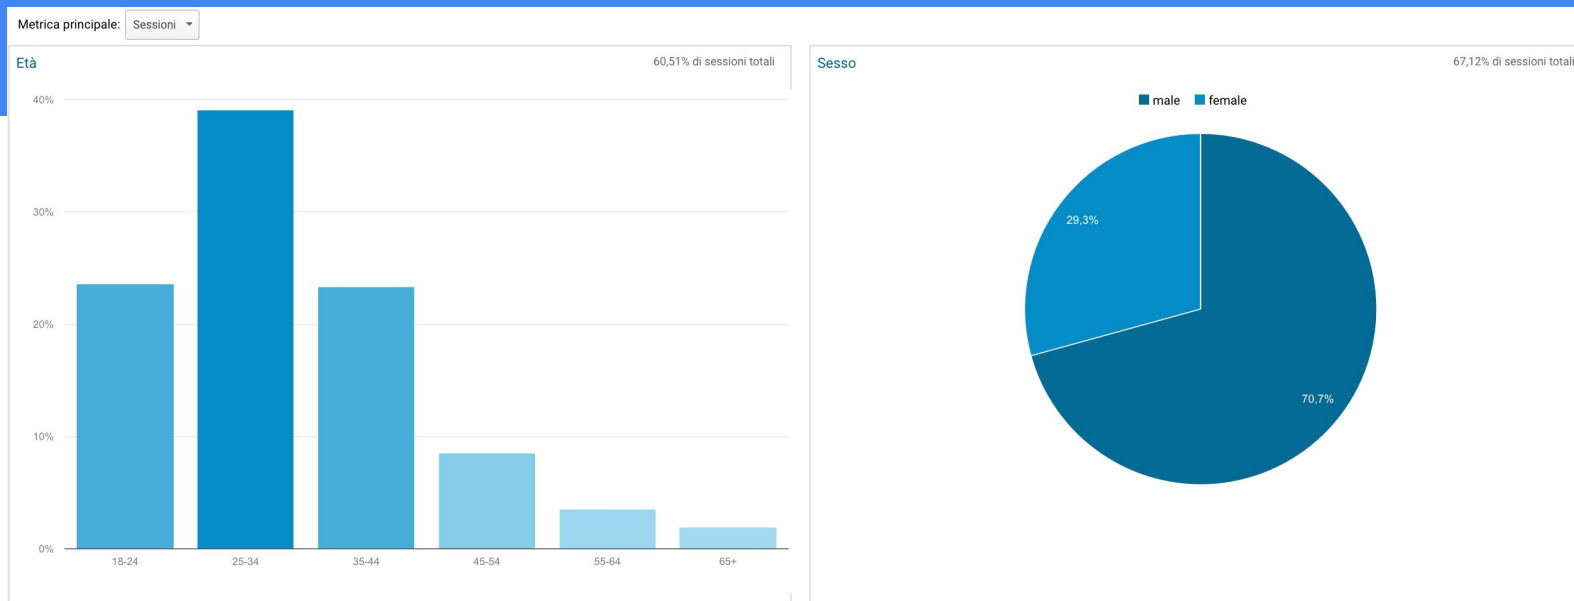 Metrica principale: Sessioni
Età
60,51% di sessioni totali
40%
30%
20%
10%
0%
18-24 25-34 35-44 45-54 55-64 65+
Sesso
67,12% di sessioni totali
male female
29,3%
70,7%